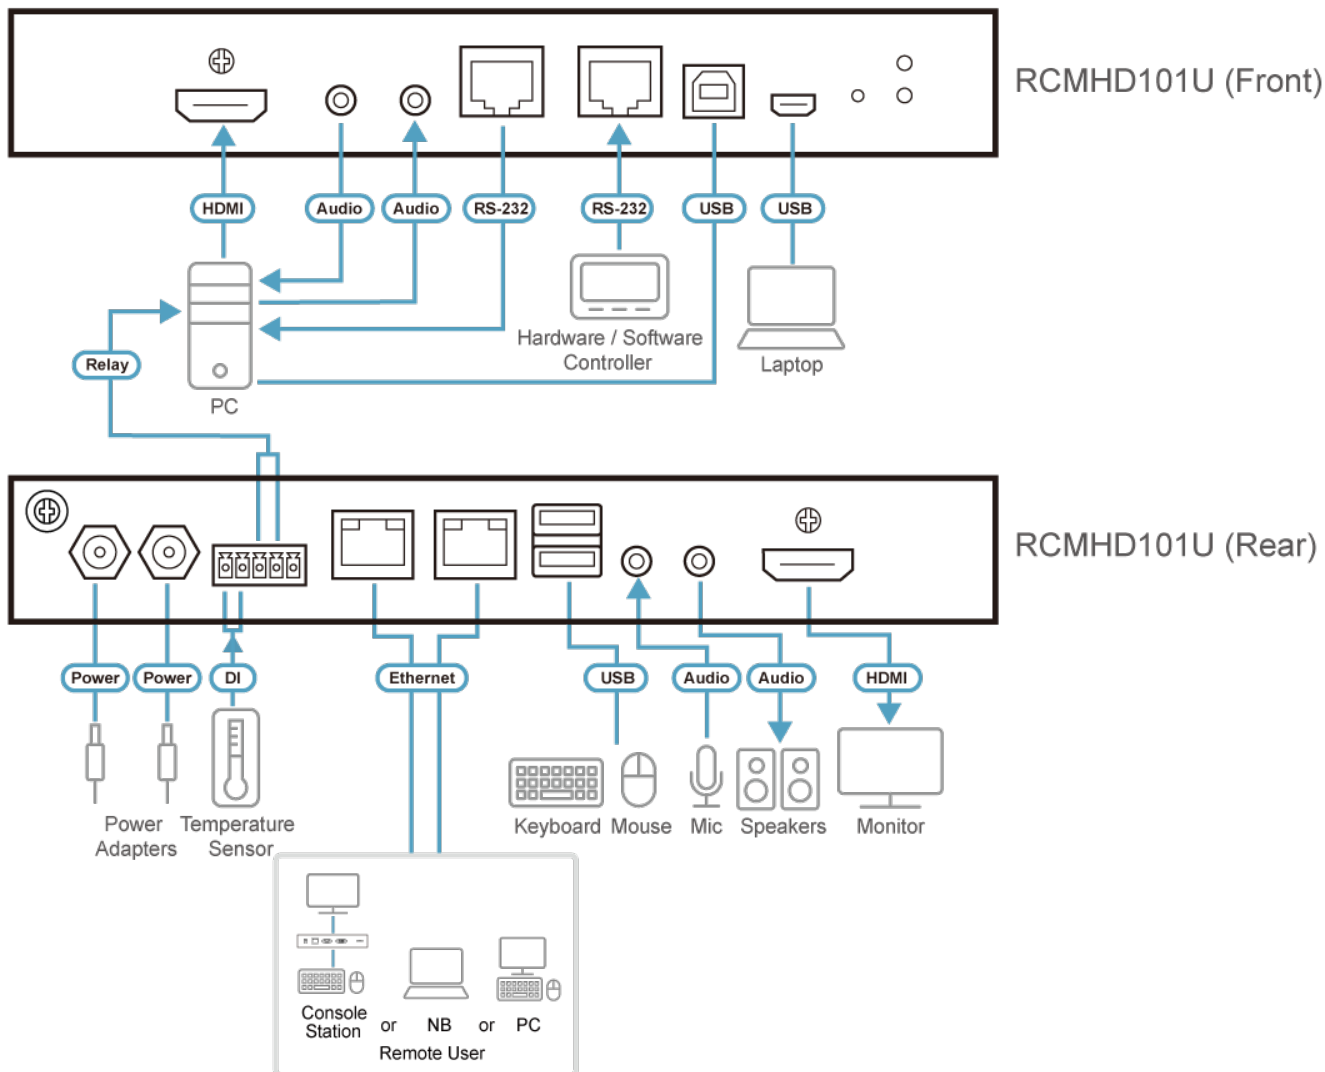 RCMHD101U (Front)
HDMI
Audio
Audio
RS-232
RS-232
USB
USB
Hardware / Software
Controller
Laptop
Relay
PC
RCMHD101U (Rear)
Power
Power
DI
Ethernet
USB
Audio
Audio
HDMI
Power
Adapters
Temperature
Sensor
Keyboard
Mouse
Mic
Speakers
Monitor
Console
Station
or
NB
or
PC
Remote User